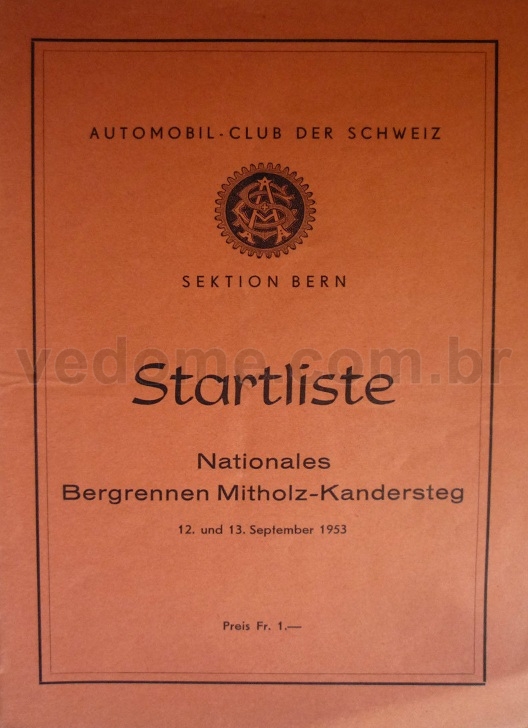 AUTOMOBIL-CLUB DER SCHWEIZ
SEKTION BERN
vedome.com.br
Startliste
Nationales
Bergrennen Mitholz-Kandersteg
12. und 13. September 1953
Preis Fr. 1.—